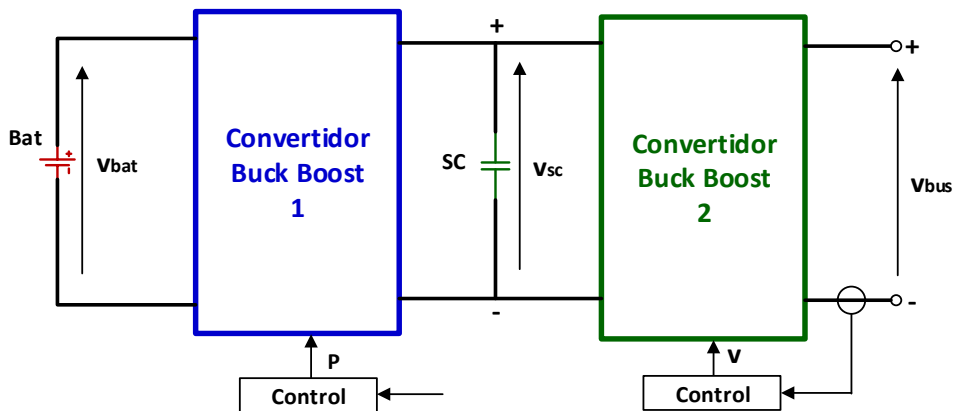 Bat
+
-
vbat
Convertidor
Buck Boost
1
P
Control
+
SC
vsc
-
Convertidor
Buck Boost
2
v
Control
+
vbus
-